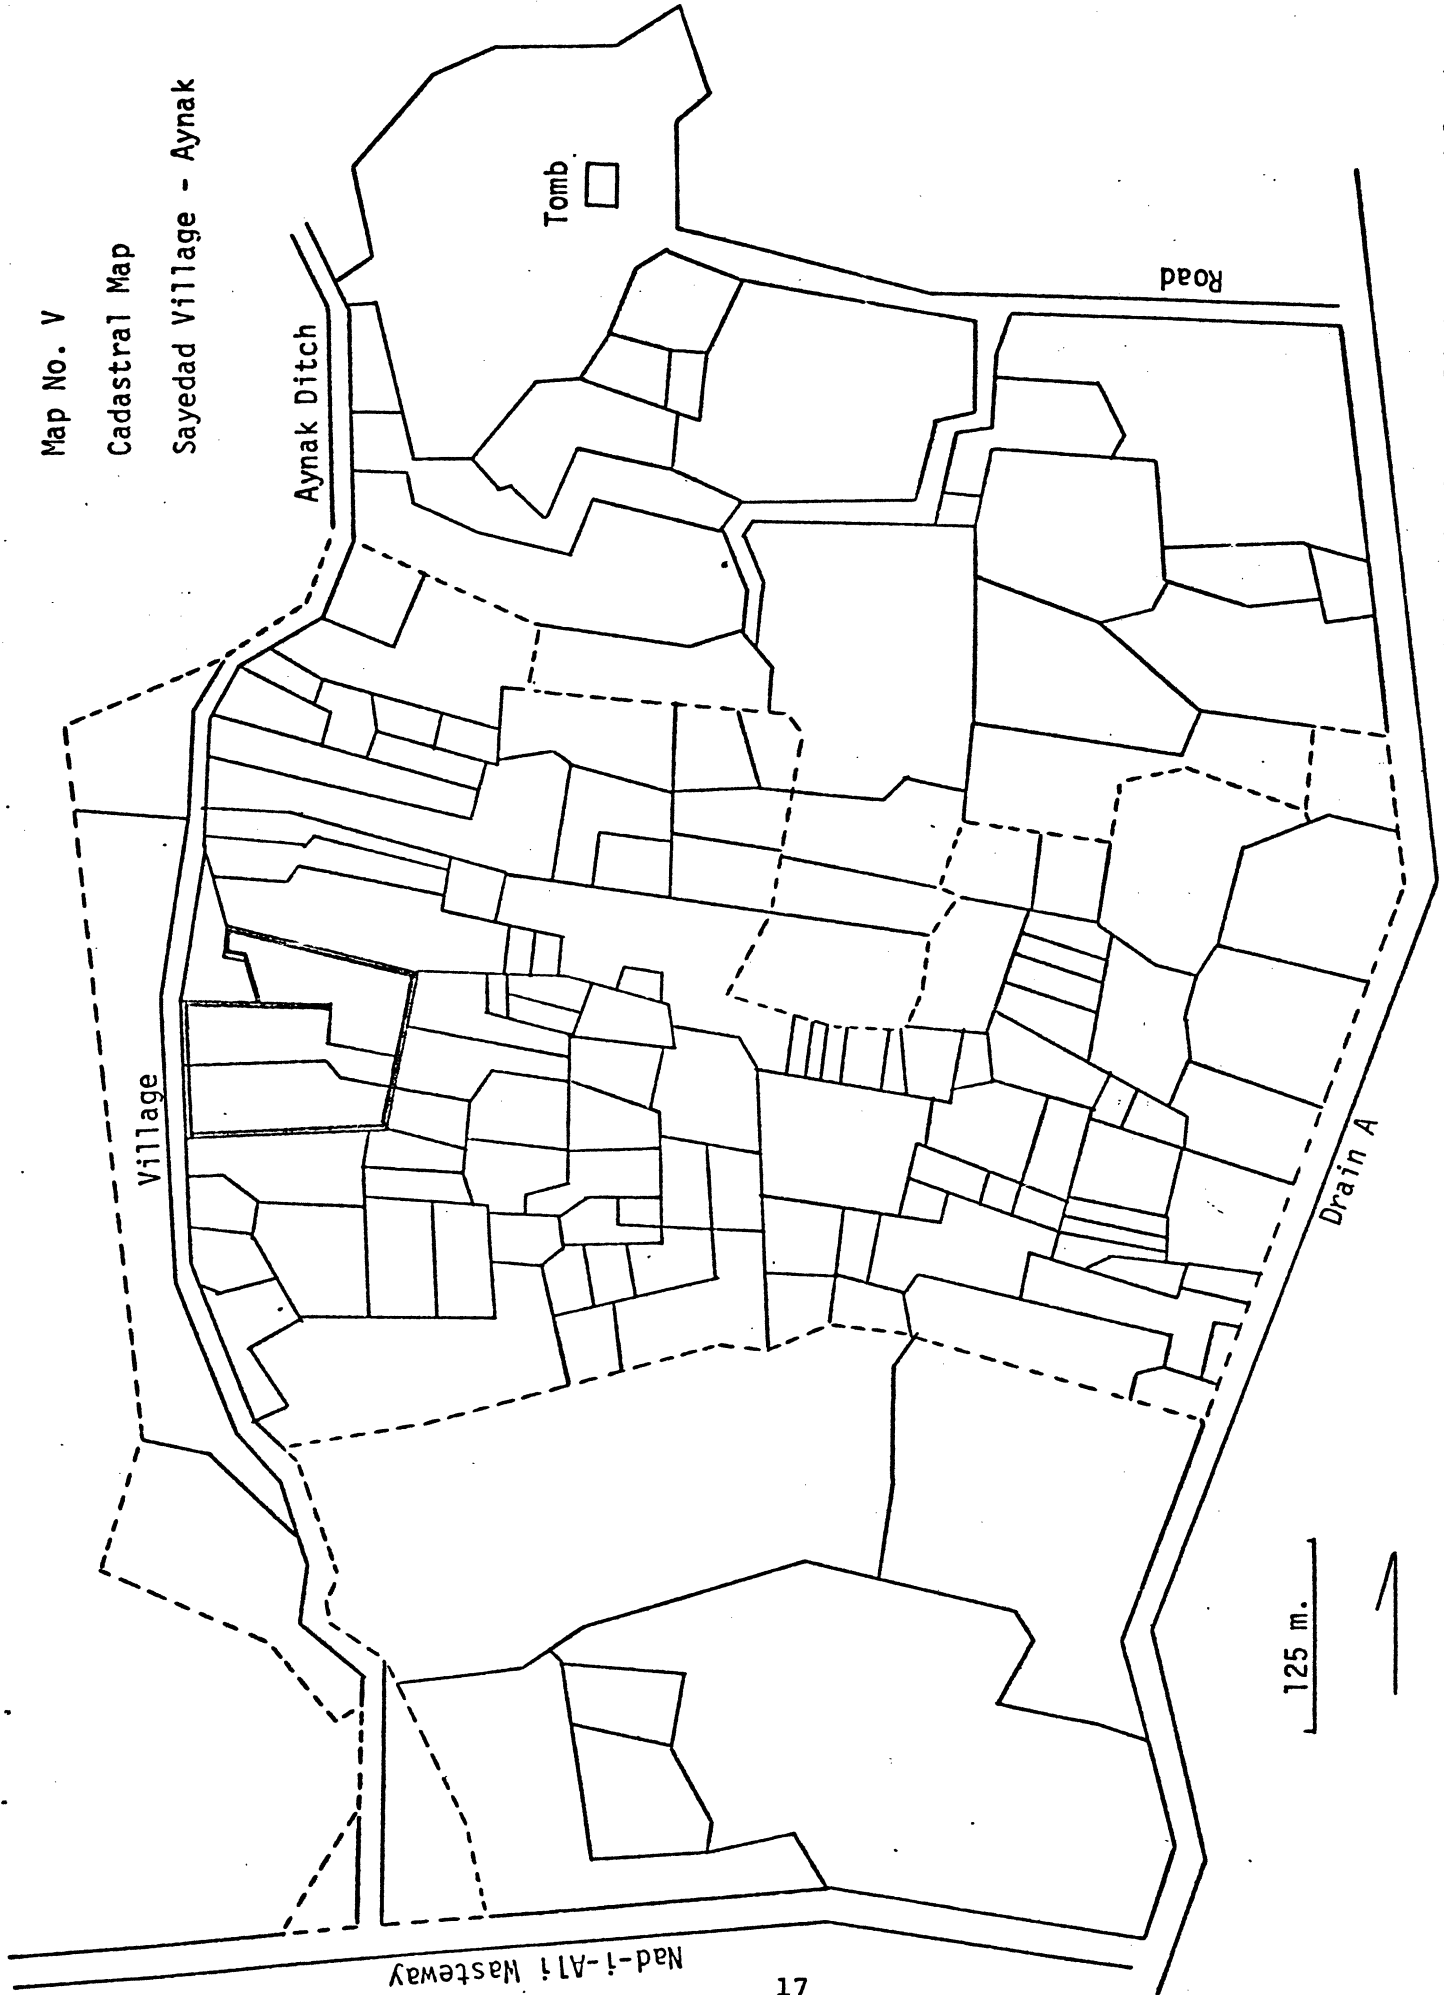 Map No. V
Cadastral Map
Sayedad Village - Aynak
Aynak Ditch
Tomb
Road
Village
Drain A
125 m.
Nad-i-Ali Wasteway
17